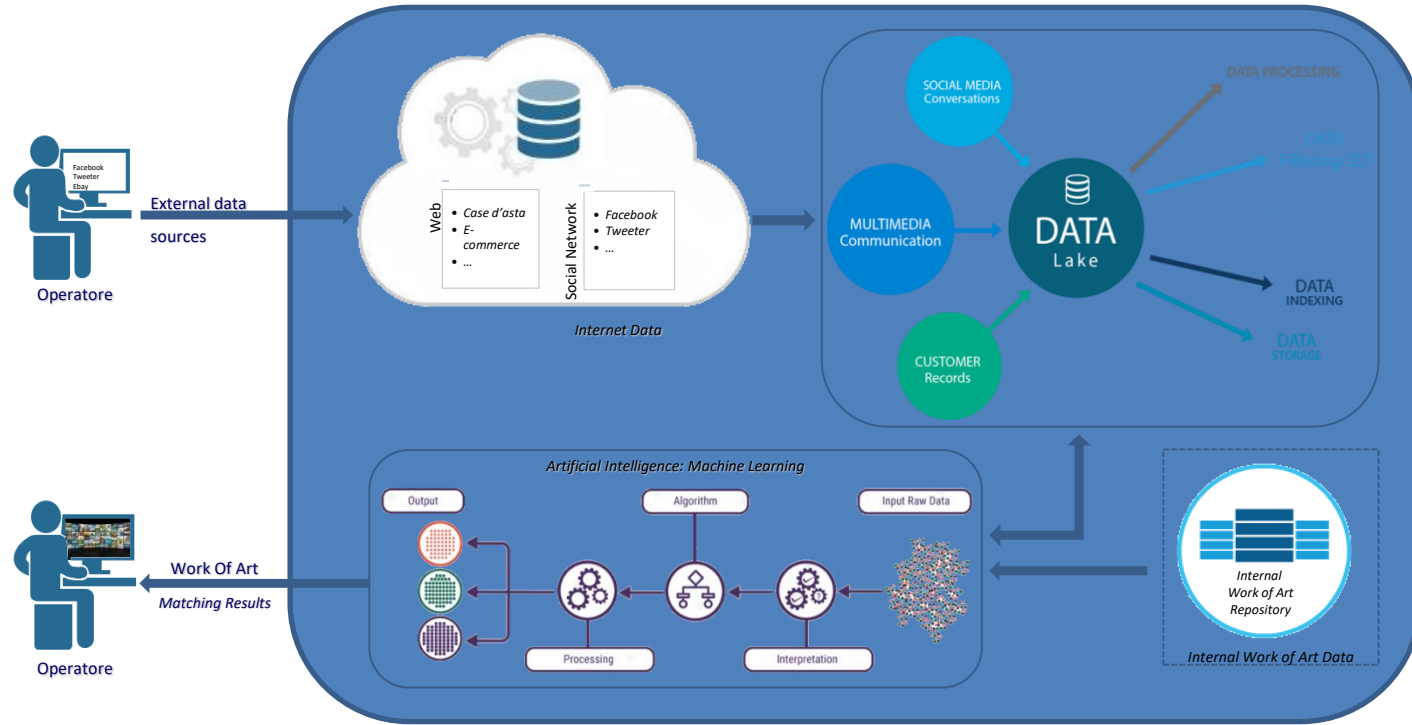 Facebook
Tweeter
Ebay
External data
sources
Operatore
Web
• Case d'asta
• E-
commerce
• ...
Social Network
• Facebook
• Tweeter
• ...
Internet Data
SOCIAL MEDIA
Conversations
MULTIMEDIA
Communication
CUSTOMER
Records
DATA
Lake
DATA PROCESSING
DATA
DATA
INDEXING
DATA
STORAGE
Artificial Intelligence: Machine Learning
Output
Algorithm
Input Raw Data
Processing
Interpretation
Work Of Art
Matching Results
Operatore
Internal
Work of Art
Repository
Internal Work of Art Data